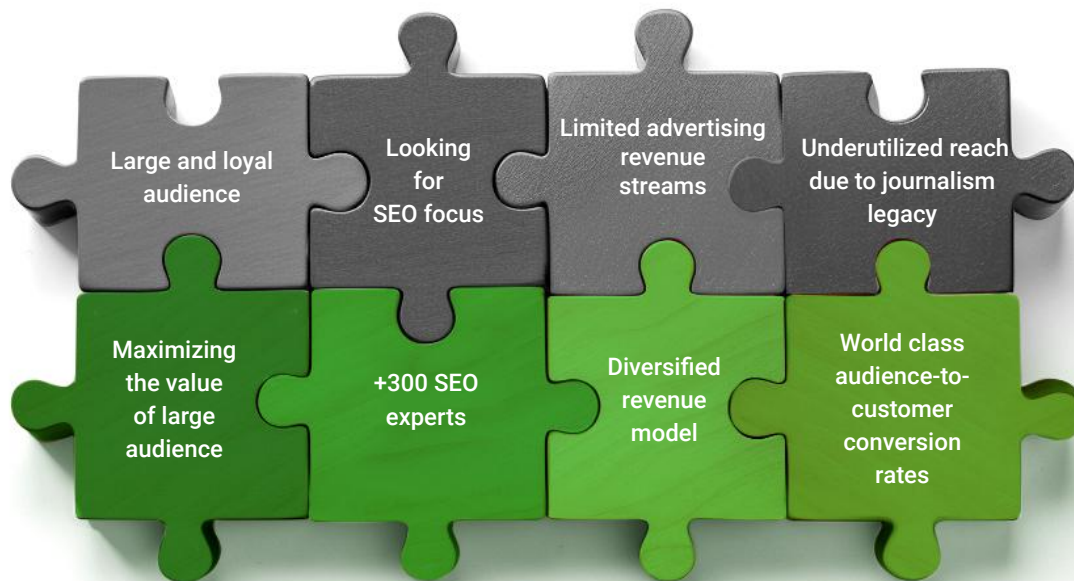 Large and loyal
audience
Looking
for
SEO focus
Limited advertising
revenue
streams
Underutilized reach
due to journalism
legacy
Maximizing
the value
of large
audience
+300 SEO
experts
Diversified
revenue
model
World class
audience-to-
customer
conversion
rates